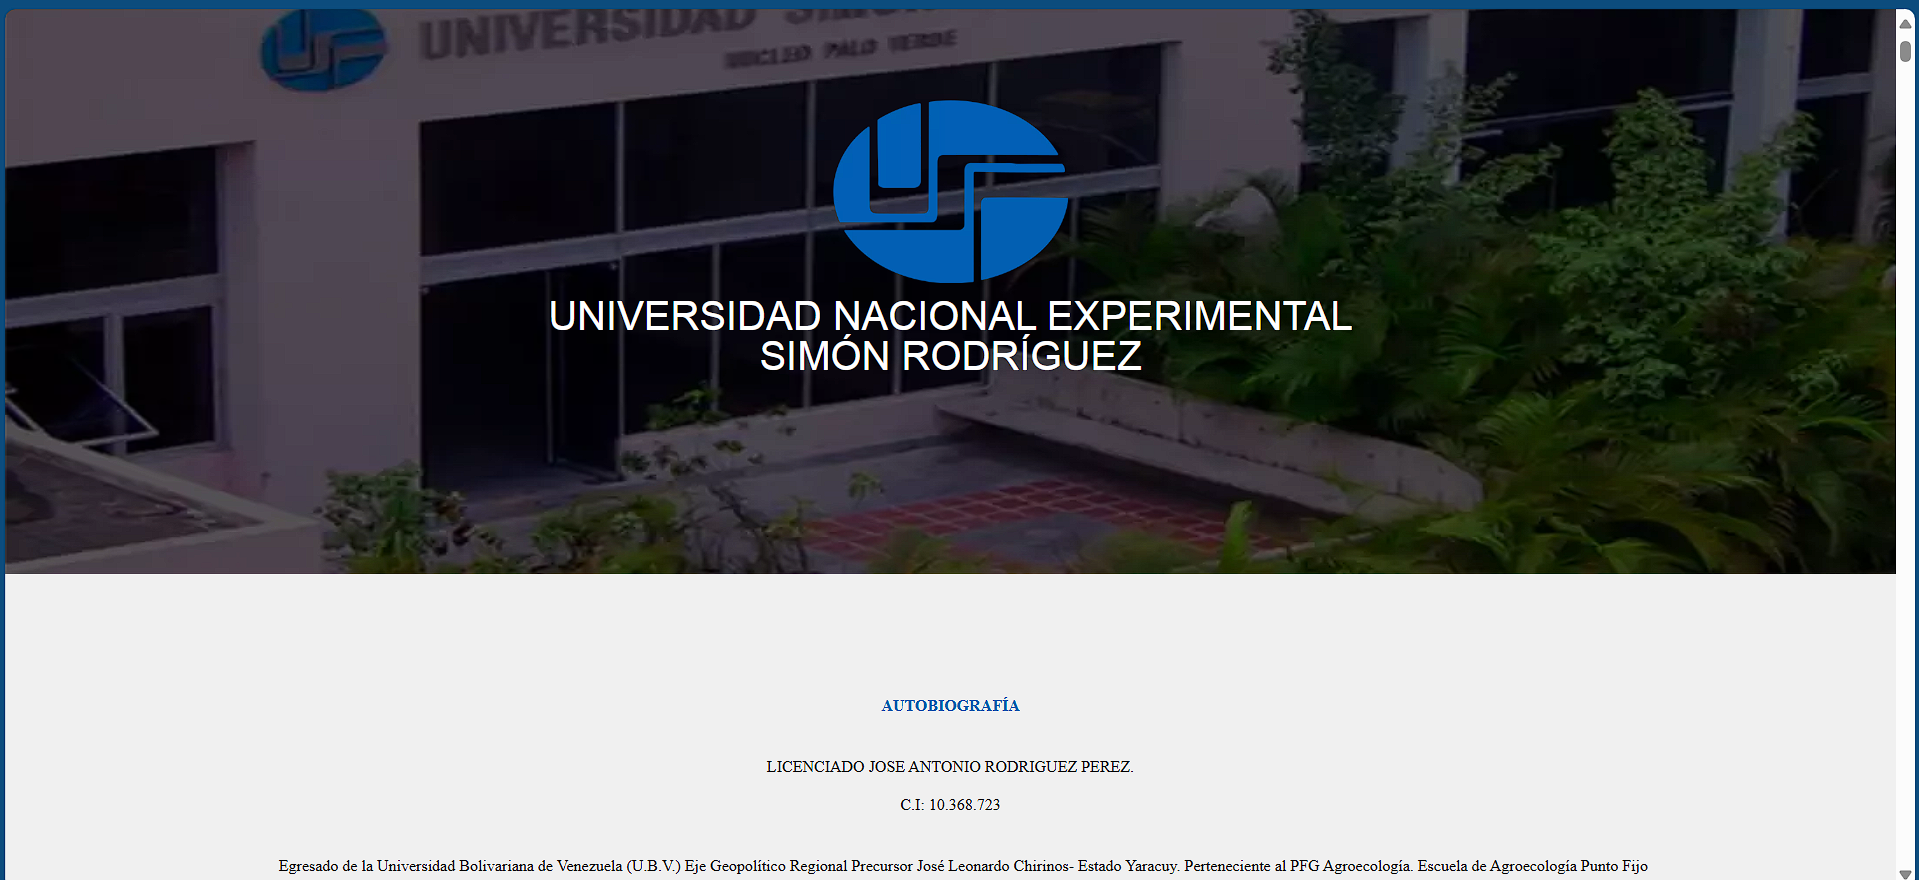 UNIVERSIDAD
NUCLEO PALO VERDE
UNIVERSIDAD NACIONAL EXPERIMENTAL
SIMÓN RODRÍGUEZ
AUTOBIOGRAFÍA
LICENCIADO JOSE ANTONIO RODRIGUEZ PEREZ.
C.I: 10.368.723
Egresado de la Universidad Bolivariana de Venezuela (U.B.V.) Eje Geopolítico Regional Precursor José Leonardo Chirinos- Estado Yaracuy. Perteneciente al PFG Agroecología. Escuela de Agroecología Punto Fijo